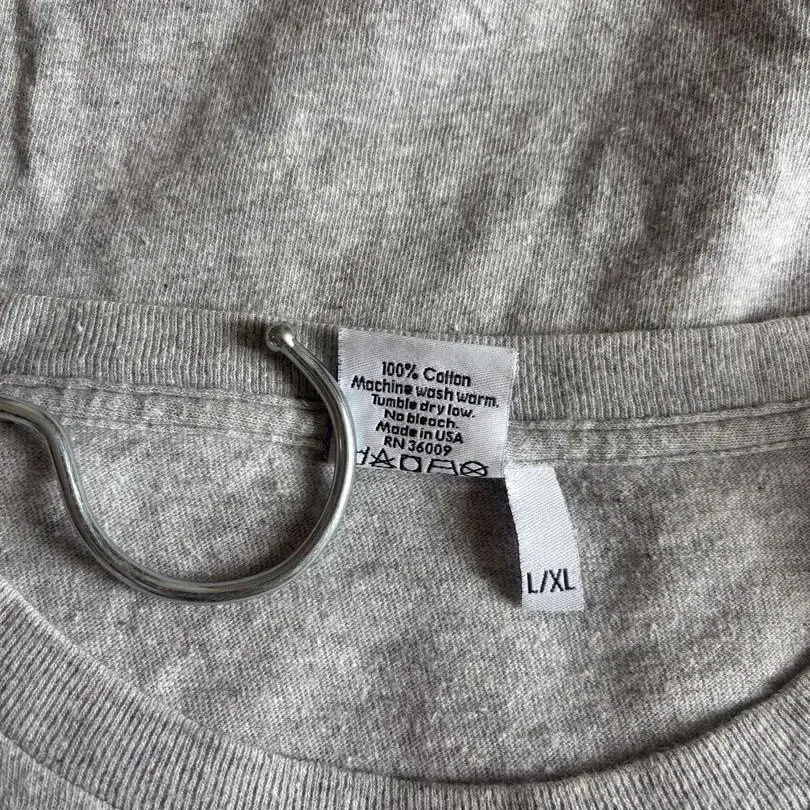 100% Cotton
Machine wash warm.
Tumble dry low.
No bleach.
Made in USA
RN 36009
L/XL